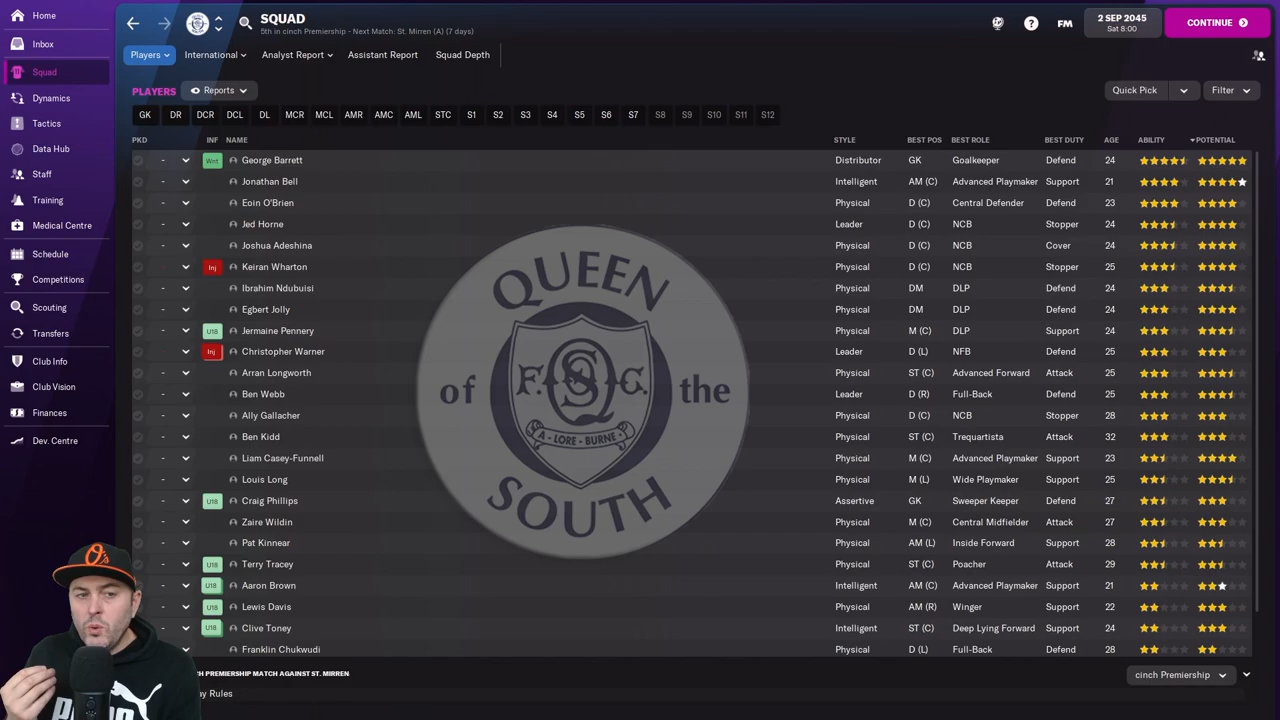 Home
SQUAD
5th in cinch Premiership - Next Match: St. Mirren (A) (7 days)
FM
2 SEP 2045
Sat 8:00
CONTINUE
Inbox
Squad
Dynamics
Tactics
Data Hub
Staff
Training
Medical Centre
Schedule
Competitions
Scouting
Transfers
Club Info
Club Vision
Finances
Dev. Centre
Players
International
Analyst Report
Assistant Report
Squad Depth
PLAYERS
Reports
Quick Pick
Filter
GK DR DCR DCL DL MCR MCL AMR AMC AML STC S1 S2 S3 S4 S5 S6 S7 S8 S9 S10 S11 S12
PKD INF NAME STYLE BEST POS BEST ROLE BEST DUTY AGE ABILITY POTENTIAL
- Wnt George Barrett Distributor GK Goalkeeper Defend 24
- Jonathan Bell Intelligent AM (C) Advanced Playmaker Support 21
- Eoin O'Brien Physical D (C) Central Defender Defend 23
- Jed Horne Leader D (C) NCB Stopper 24
- Joshua Adeshina Physical D (C) NCB Cover 24
- Inj Keiran Wharton Physical D (C) NCB Stopper 25
- Ibrahim Ndubuisi Physical DM DLP Defend 24
- Egbert Jolly Physical DM DLP Defend 24
- U18 Jermaine Pennery Physical M (C) DLP Support 24
- Inj Christopher Warner Leader D (L) NFB Defend 25
- Arran Longworth Physical ST (C) Advanced Forward Attack 25
- Ben Webb Leader D (R) Full-Back Defend 25
- Ally Gallacher Physical D (C) NCB Stopper 28
- Ben Kidd Physical ST (C) Trequartista Attack 32
- Liam Casey-Funnell Physical M (C) Advanced Playmaker Support 23
- Louis Long Physical M (L) Wide Playmaker Support 25
- U18 Craig Phillips Assertive GK Sweeper Keeper Defend 27
- Zaire Wildin Physical M (C) Central Midfielder Attack 27
- Pat Kinnear Physical AM (L) Inside Forward Support 28
- U18 Terry Tracey Physical ST (C) Poacher Attack 29
- U18 Aaron Brown Intelligent AM (C) Advanced Playmaker Support 21
- U18 Lewis Davis Physical AM (R) Winger Support 22
- U18 Clive Toney Intelligent ST (C) Deep Lying Forward Support 24
- Franklin Chukwudi Physical D (L) Full-Back Defend 28
QUEEN
of F.C. the
A - LORE - BURNE
SOUTH
CH PREMIERSHIP MATCH AGAINST ST. MIRREN
ay Rules
cinch Premiership
O's
PUMA